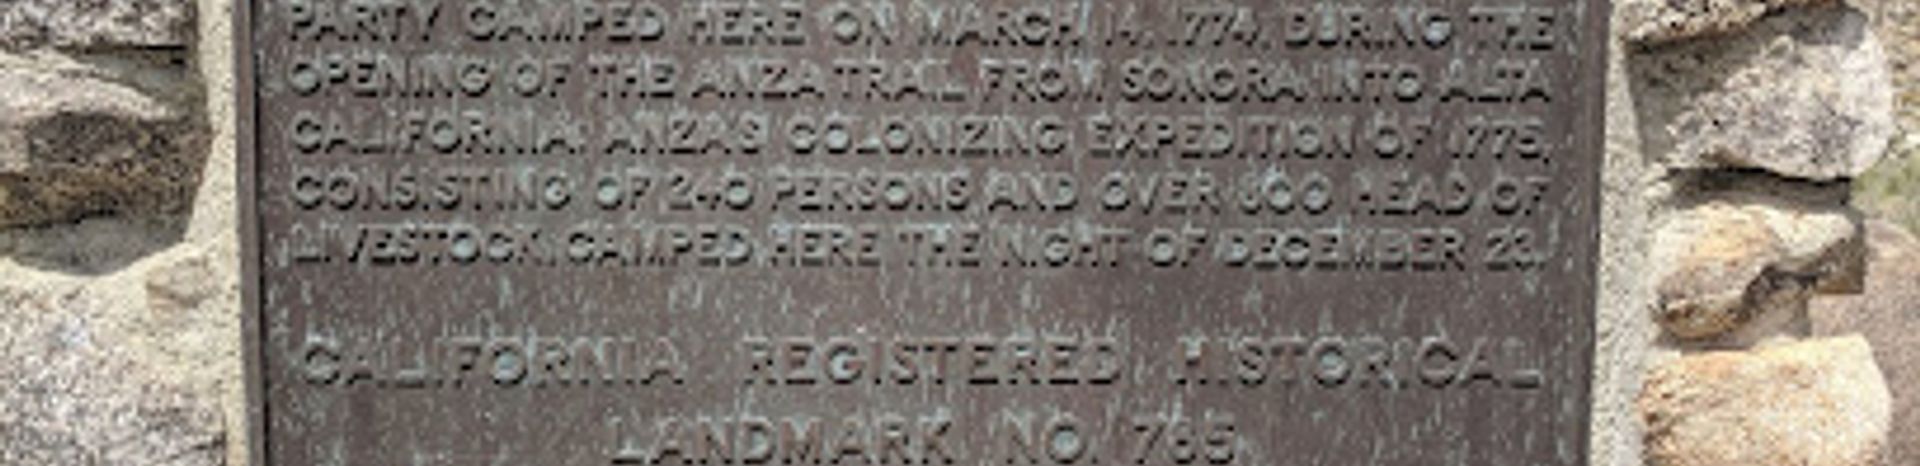 PARTY CAMPED HERE ON MARCH 14, 1774, DURING THE
OPENING OF THE ANZA TRAIL FROM SONORA INTO ALTA
CALIFORNIA. ANZA'S COLONIZING EXPEDITION OF 1775,
CONSISTING OF 240 PERSONS AND OVER 800 HEAD OF
LIVESTOCK, CAMPED HERE THE NIGHT OF DECEMBER 23.
CALIFORNIA REGISTERED HISTORICAL
LANDMARK NO. 785